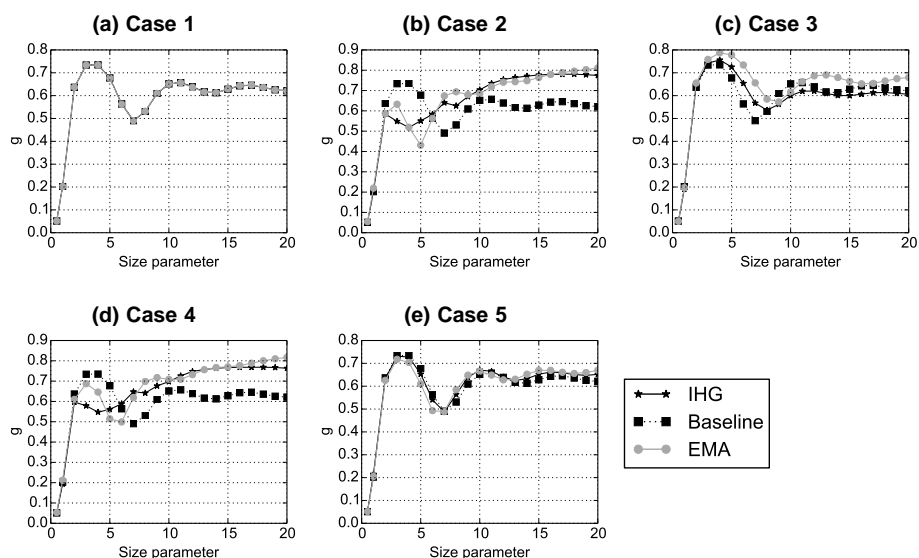 (a) Case 1
0.8
0.7
0.6
0.5
0.4
0.3
0.2
0.1
0.0
g
0 5 10 15 20
Size parameter
(b) Case 2
0.9
0.8
0.7
0.6
0.5
0.4
0.3
0.2
0.1
0.0
g
0 5 10 15 20
Size parameter
(c) Case 3
0.8
0.7
0.6
0.5
0.4
0.3
0.2
0.1
0.0
g
0 5 10 15 20
Size parameter
(d) Case 4
0.9
0.8
0.7
0.6
0.5
0.4
0.3
0.2
0.1
0.0
g
0 5 10 15 20
Size parameter
(e) Case 5
0.8
0.7
0.6
0.5
0.4
0.3
0.2
0.1
0.0
g
0 5 10 15 20
Size parameter
IHG
Baseline
EMA